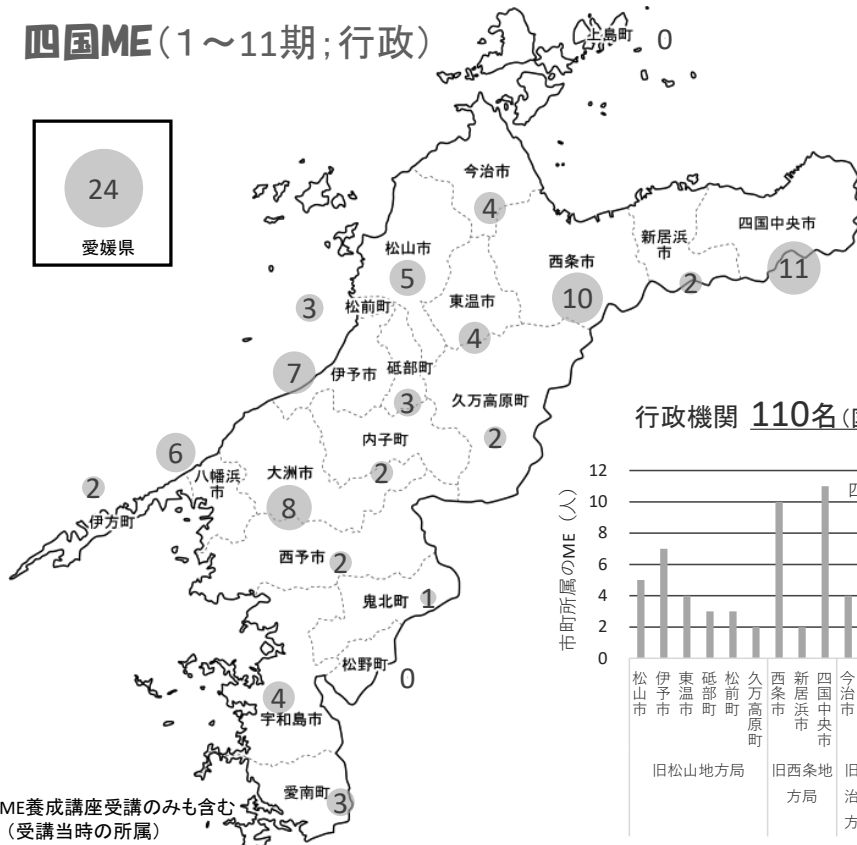 四国ME(1～11期;行政)
上島町 0
24
愛媛県
今治市
4
松山市
5
西条市
10
新居浜
市
2
四国中央市
11
東温市
4
3
松前町
7
伊予市
砥部町
3
久万高原町
2
内子町
2
6
八幡浜
市
大洲市
8
2
伊方町
西予市
2
鬼北町
1
松野町
0
4
宇和島市
愛南町
3
ME養成講座受講のみも含む
(受講当時の所属)
行政機関 110名(
市町所属のME(人)
12
10
8
6
4
2
0
四
松山市
伊予市
東温市
砥部町
松前町
久万高原町
西条市
新居浜市
四国中央市
今治市
旧松山地方局
旧西条地
方局
旧
治
方